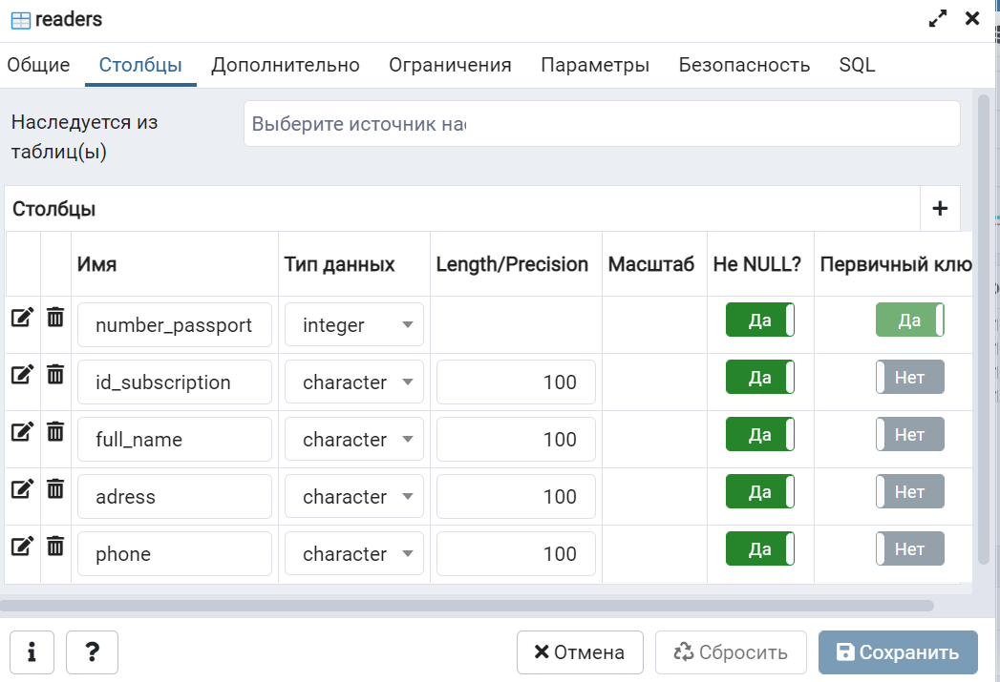 readers
Общие Столбцы Дополнительно Ограничения Параметры Безопасность SQL
Наследуется из
таблиц(ы)
Выберите источник нас
Столбцы
Имя Тип данных Length/Precision Масштаб Не NULL? Первичный клю
number_passport integer Да Да
id_subscription character 100 Да Нет
full_name character 100 Да Нет
adress character 100 Да Нет
phone character 100 Да Нет
i ? Отмена Сбросить Сохранить